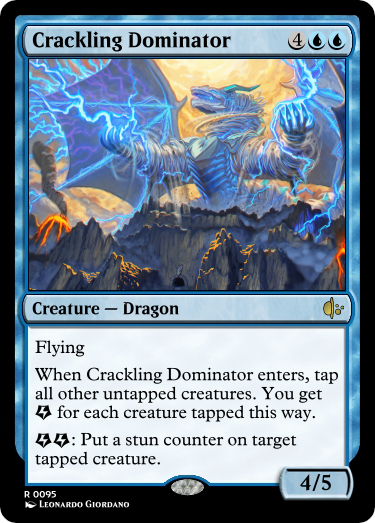 Crackling Dominator 4
Creature — Dragon
Flying
When Crackling Dominator enters, tap
all other untapped creatures. You get
for each creature tapped this way.
: Put a stun counter on target
tapped creature.
4/5
R 0095
Leonardo Giordano